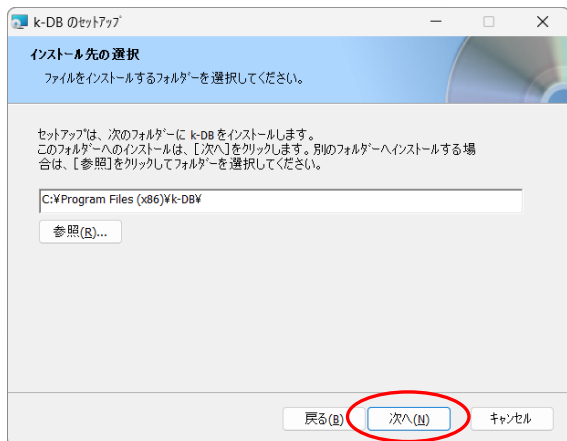 k-DB のｾｯﾄｱｯﾌﾟ
ｲﾝｽﾄｰﾙ先の選択
ﾌｧｲﾙをｲﾝｽﾄｰﾙするﾌｫﾙﾀﾞｰを選択してください。
ｾｯﾄｱｯﾌﾟは、次のﾌｫﾙﾀﾞｰに k-DB をｲﾝｽﾄｰﾙします。
このﾌｫﾙﾀﾞｰへのｲﾝｽﾄｰﾙは、[次へ]をｸﾘｯｸします。別のﾌｫﾙﾀﾞｰへｲﾝｽﾄｰﾙする場
合は、[参照]をｸﾘｯｸしてﾌｫﾙﾀﾞｰを選択してください。
C:¥Program Files (x86)¥k-DB¥
参照(R)...
戻る(B) 次へ(N) ｷｬﾝｾﾙ